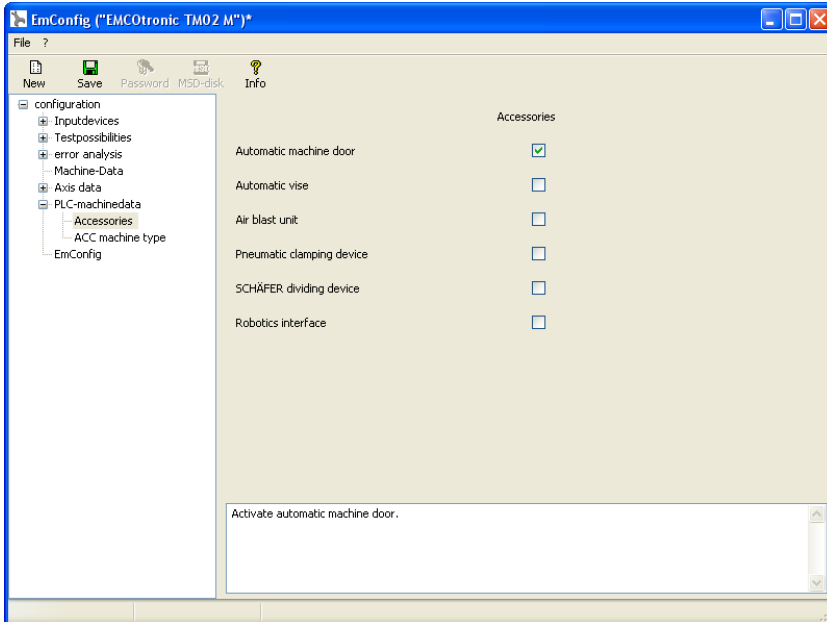 EmConfig ("EMCOtronic TM02 M")*
File ?
New Save Password MSD-disk Info
configuration
Inputdevices
Testpossibilities
error analysis
Machine-Data
Axis data
PLC-machinedata
Accessories
ACC machine type
EmConfig
Accessories
Automatic machine door
Automatic vise
Air blast unit
Pneumatic clamping device
SCHÄFER dividing device
Robotics interface
Activate automatic machine door.